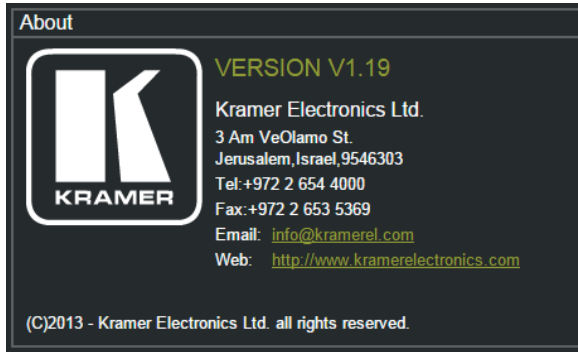 About
VERSION V1.19
Kramer Electronics Ltd.
3 Am VeOlamo St.
Jerusalem,Israel,9546303
Tel:+972 2 654 4000
Fax:+972 2 653 5369
Email: info@kramerel.com
Web: http://www.kramerelectronics.com
KRAMER
(C)2013 - Kramer Electronics Ltd. all rights reserved.